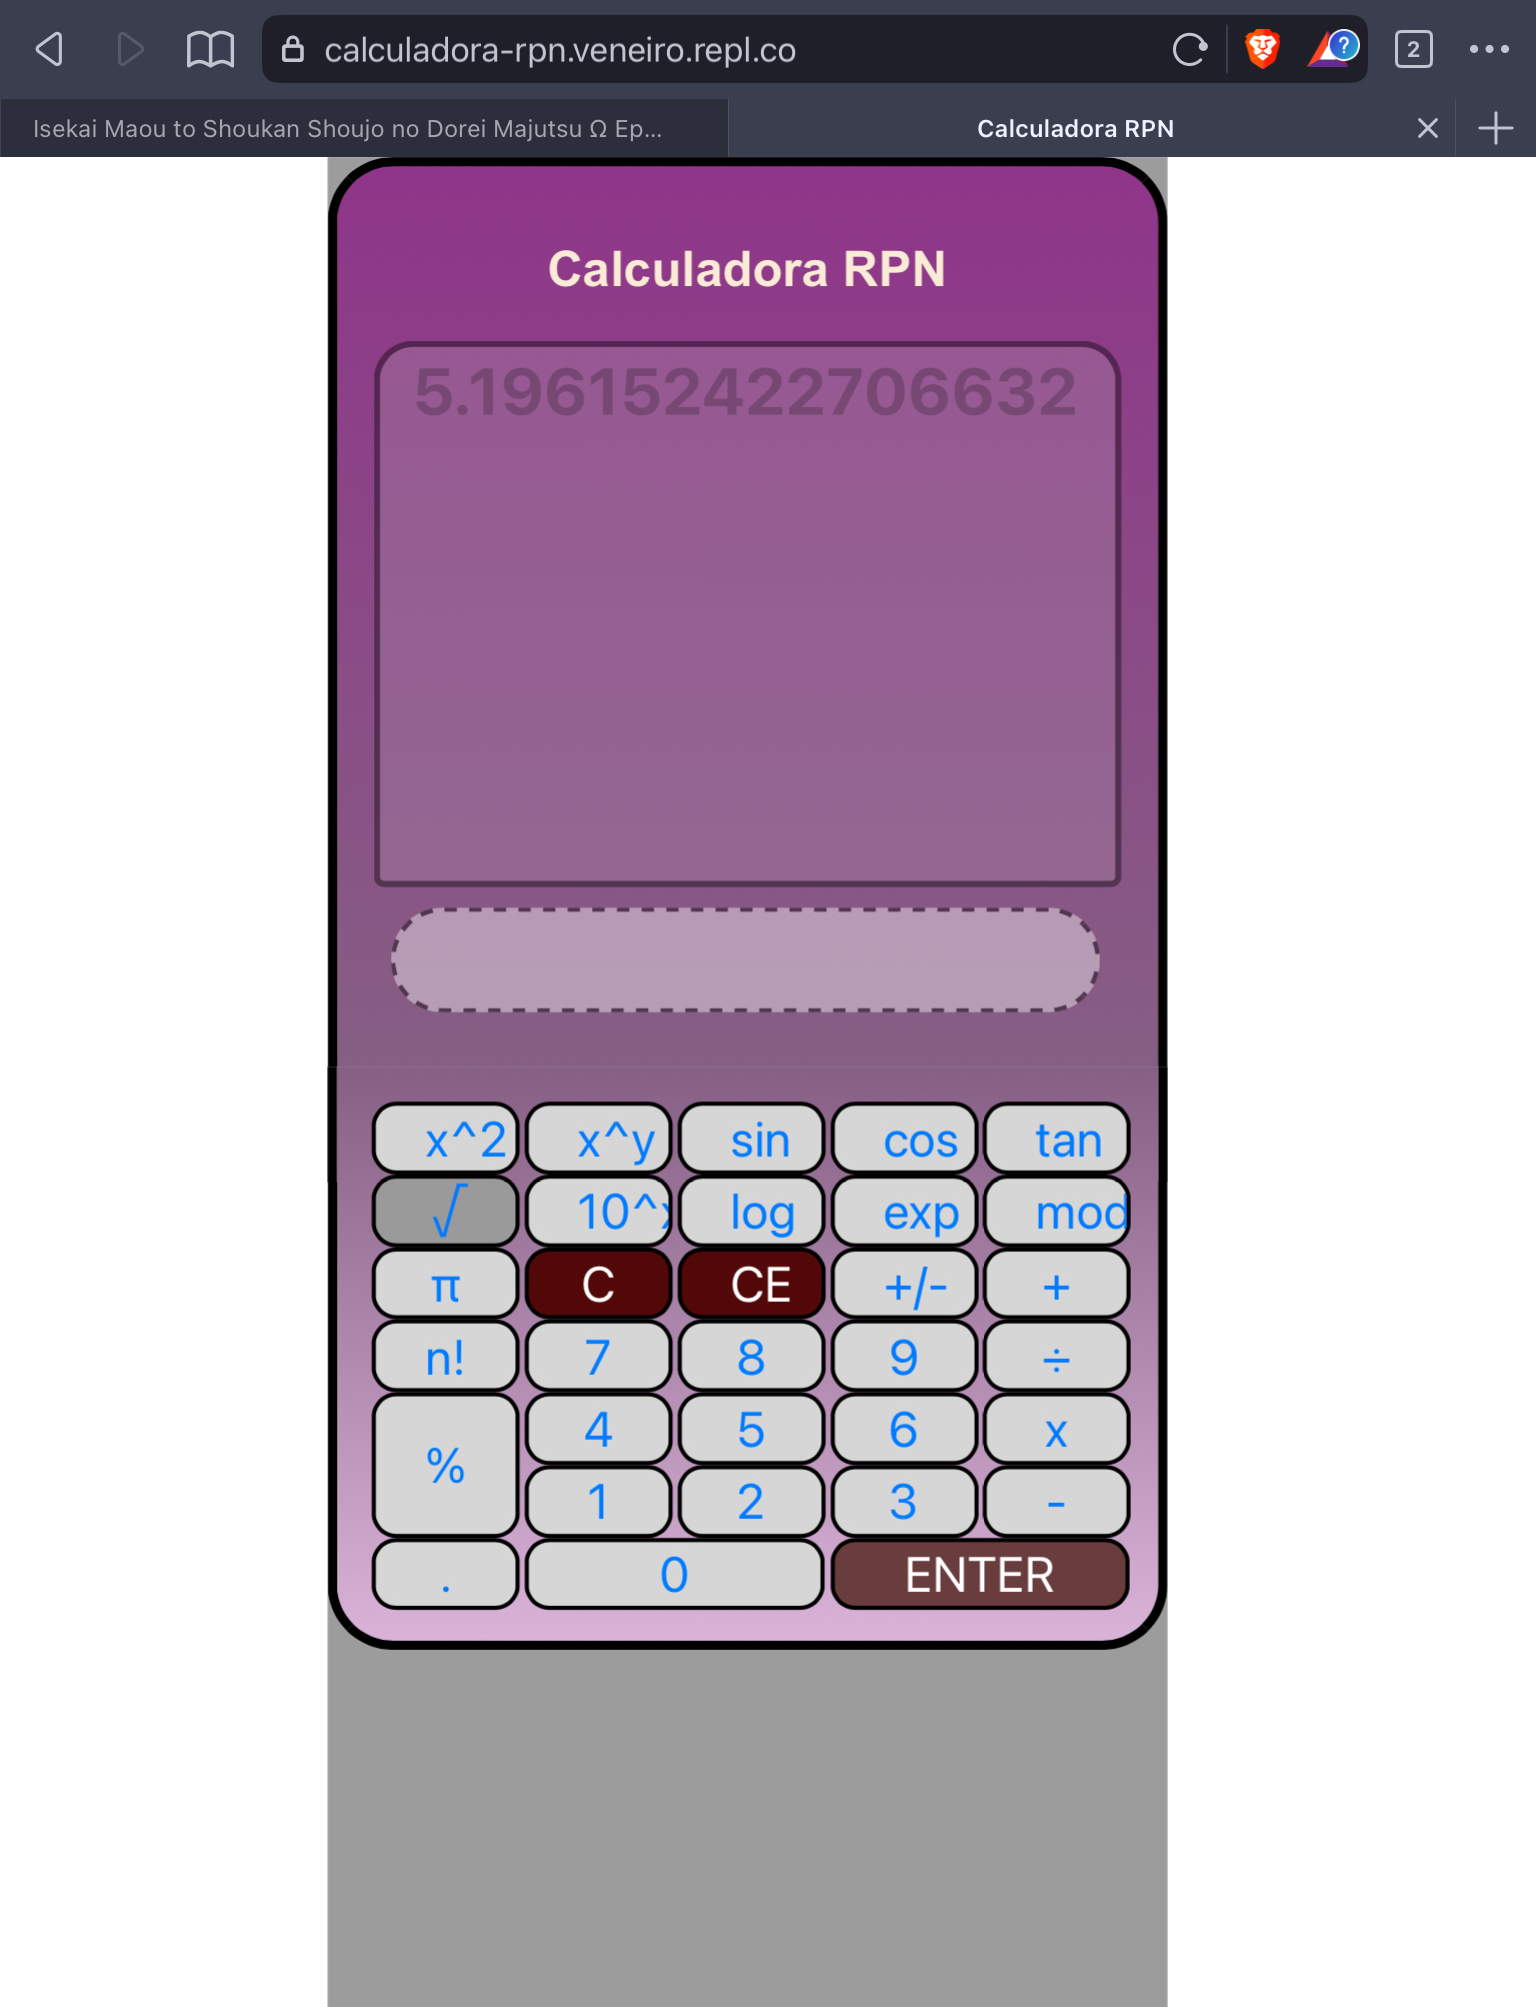 calculadora-rpn.veneiro.repl.co
?
2
Isekai Maou to Shoukan Shoujo no Dorei Majutsu Ω Ep...
Calculadora RPN
Calculadora RPN
5.196152422706632
x^2 x^y sin cos tan
√ 10^x log exp mod
π C CE +/- +
n! 7 8 9 ÷
% 4 5 6 x
1 2 3 -
. 0 ENTER